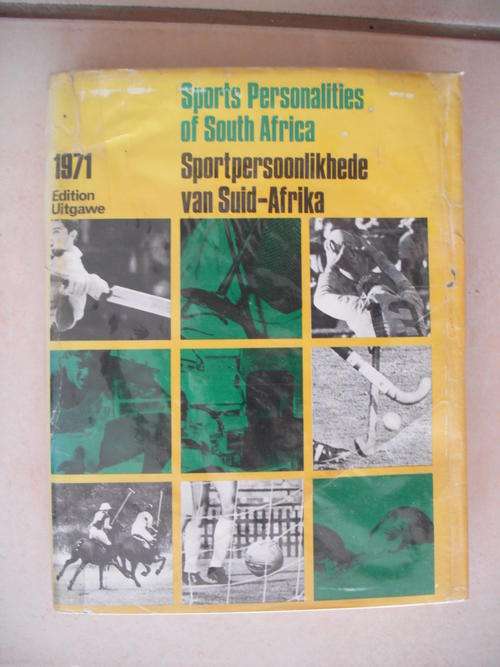 Sports Personalities
of South Africa
1971
Edition
Uitgawe
Sportpersoonlikhede
van Suid-Afrika